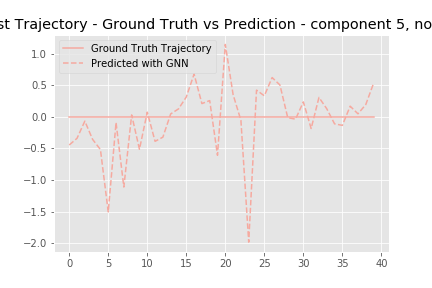 st Trajectory - Ground Truth vs Prediction - component 5, no
Ground Truth Trajectory
Predicted with GNN
1.0
0.5
0.0
−0.5
−1.0
−1.5
−2.0
0 5 10 15 20 25 30 35 40